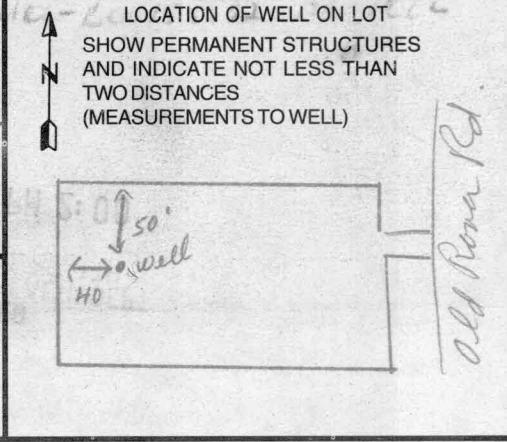 LOCATION OF WELL ON LOT
SHOW PERMANENT STRUCTURES
N AND INDICATE NOT LESS THAN
TWO DISTANCES
(MEASUREMENTS TO WELL)
50'
well
40
Old River Rd.